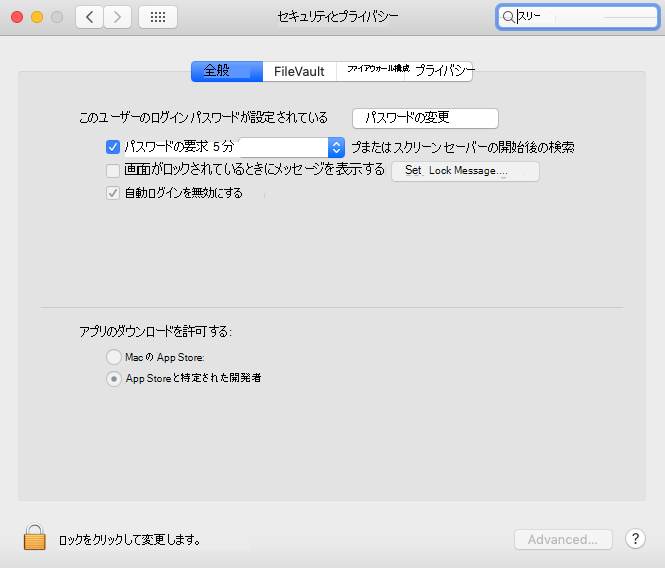 セキュリティとプライバシー
スリー
全般 FileVault ファイアウォール構成 プライバシー
このユーザーのログイン パスワードが設定されている パスワードの変更
パスワードの要求 5分 プまたはスクリーン セーバーの開始後の検索
画面がロックされているときにメッセージを表示する Set Lock Message....
自動ログインを無効にする
アプリのダウンロードを許可する:
Mac の App Store:
App Storeと特定された開発者
ロックをクリックして変更します。 Advanced... ?